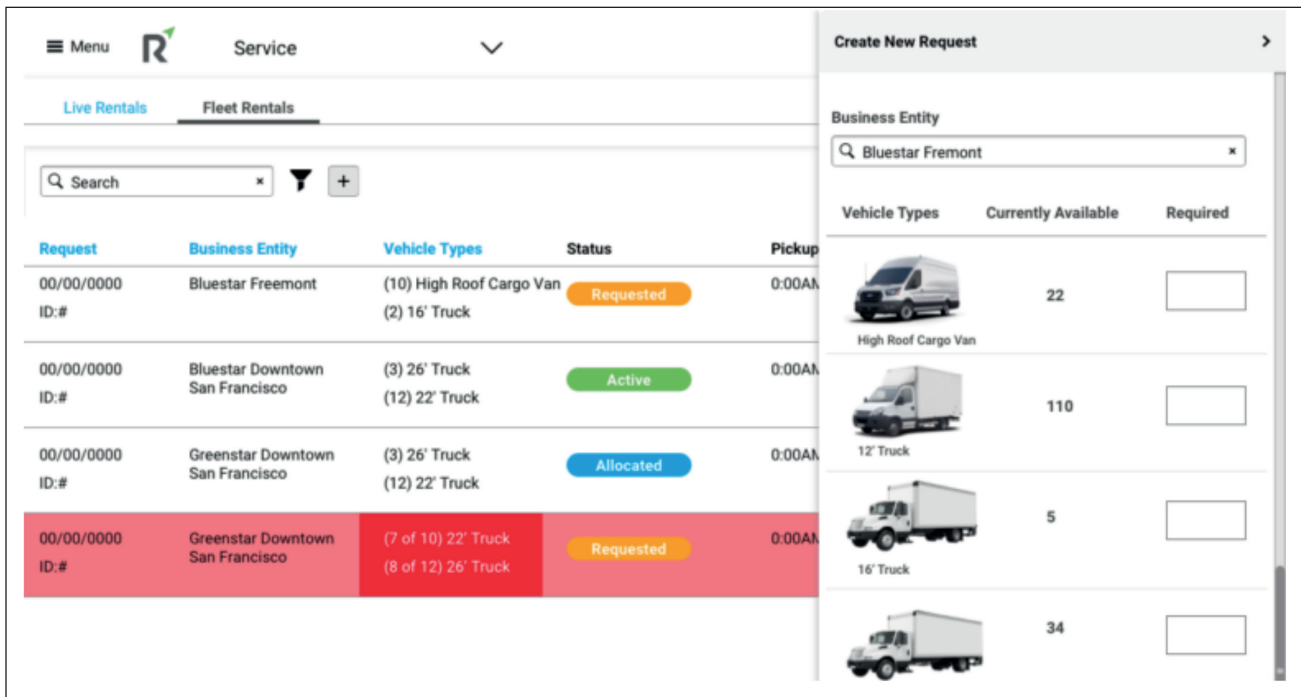 Menu
R
Service
Create New Request
Live Rentals
Fleet Rentals
Business Entity
Bluestar Fremont
×
Search
×
+
Vehicle Types
Currently Available
Required
Request
Business Entity
Vehicle Types
Status
Pickup
00/00/0000
ID:#
Bluestar Freemont
(10) High Roof Cargo Van
(2) 16' Truck
Requested
0:00AM
00/00/0000
ID:#
Bluestar Downtown
San Francisco
(3) 26' Truck
(12) 22' Truck
Active
0:00AM
00/00/0000
ID:#
Greenstar Downtown
San Francisco
(3) 26' Truck
(12) 22' Truck
Allocated
0:00AM
00/00/0000
ID:#
Greenstar Downtown
San Francisco
(7 of 10) 22' Truck
(8 of 12) 26' Truck
Requested
0:00AM
22
High Roof Cargo Van
110
12' Truck
5
16' Truck
34